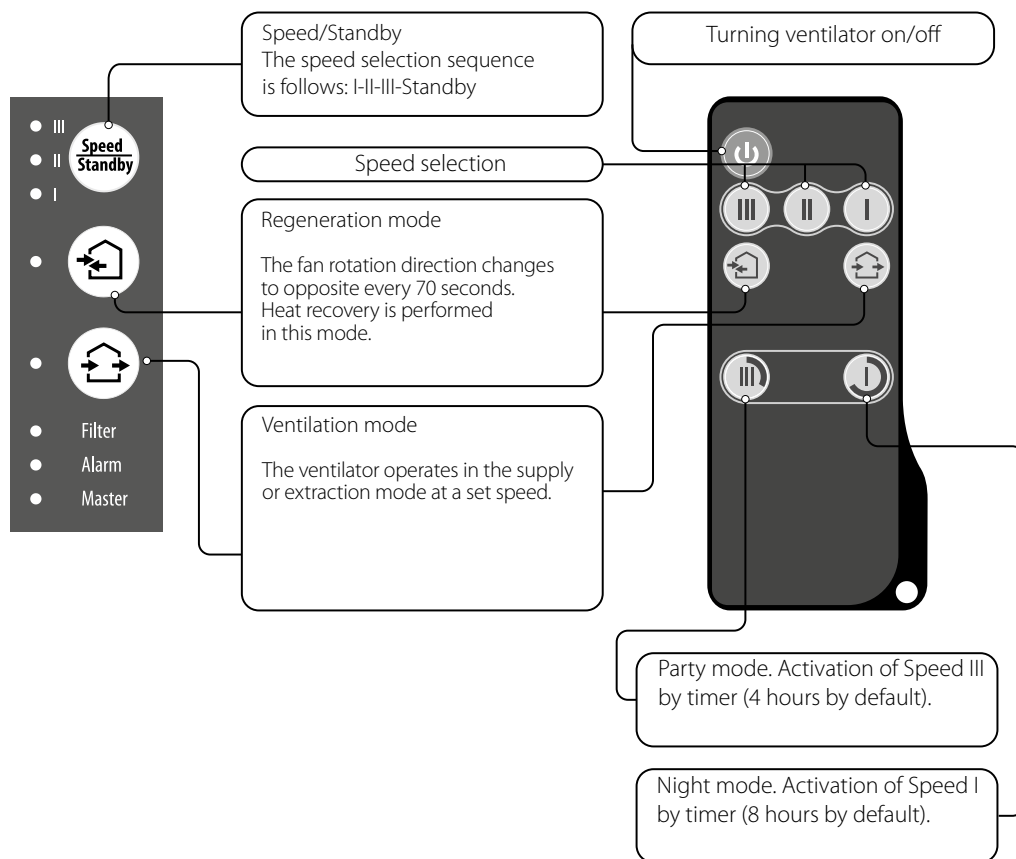 Speed/Standby
The speed selection sequence
is follows: I-II-III-Standby
Turning ventilator on/off
III
II
I
Speed
Standby
Speed selection
III
II
I
Regeneration mode
The fan rotation direction changes
to opposite every 70 seconds.
Heat recovery is performed
in this mode.
III
I
Ventilation mode
The ventilator operates in the supply
or extraction mode at a set speed.
Filter
Alarm
Master
Party mode. Activation of Speed III
by timer (4 hours by default).
Night mode. Activation of Speed I
by timer (8 hours by default).